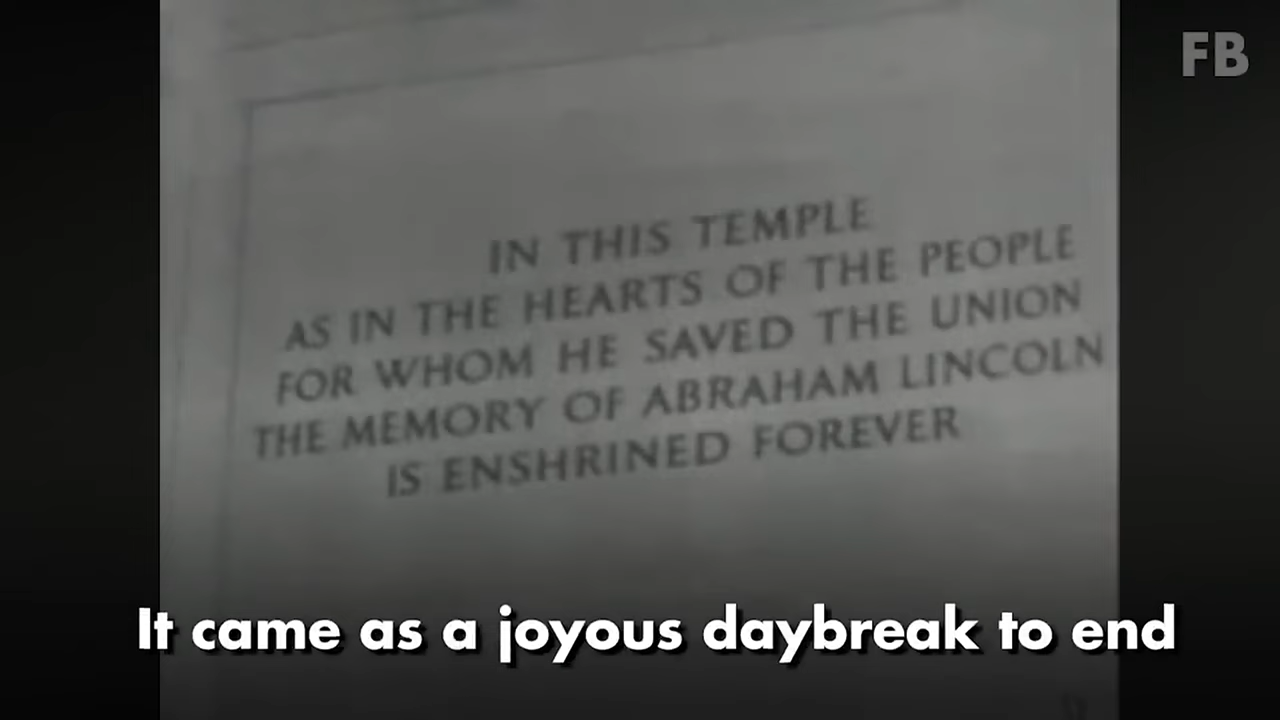 FB
IN THIS TEMPLE
AS IN THE HEARTS OF THE PEOPLE
FOR WHOM HE SAVED THE UNION
THE MEMORY OF ABRAHAM LINCOLN
IS ENSHRINED FOREVER
It came as a joyous daybreak to end